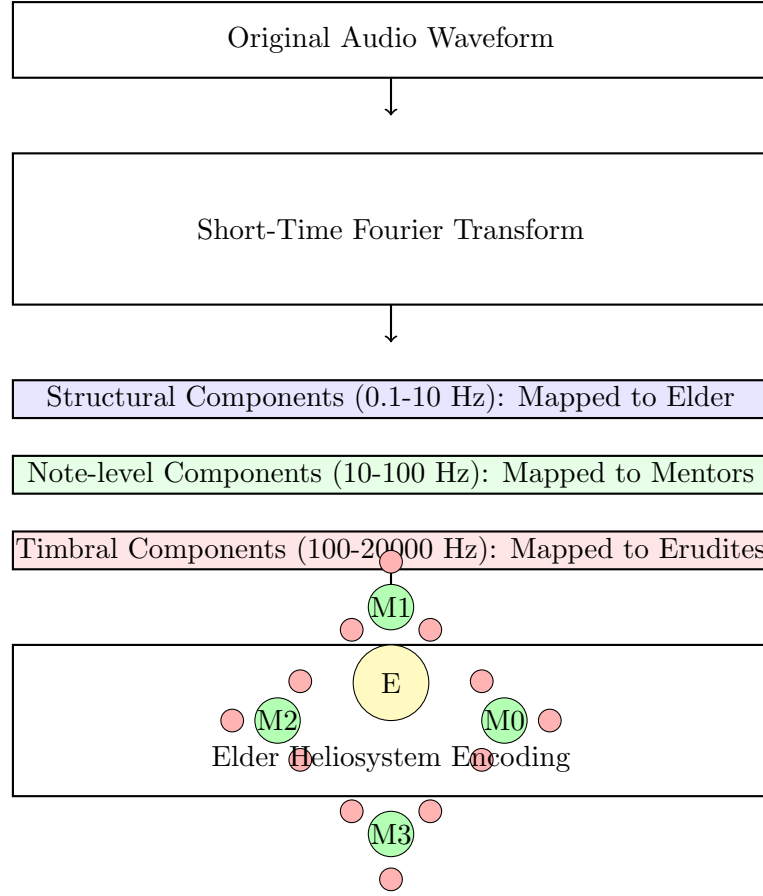 Original Audio Waveform
Short-Time Fourier Transform
Structural Components (0.1-10 Hz): Mapped to Elder
Note-level Components (10-100 Hz): Mapped to Mentors
Timbral Components (100-20000 Hz): Mapped to Erudites
M1
E
M2
M0
Elder Heliosystem Encoding
M3